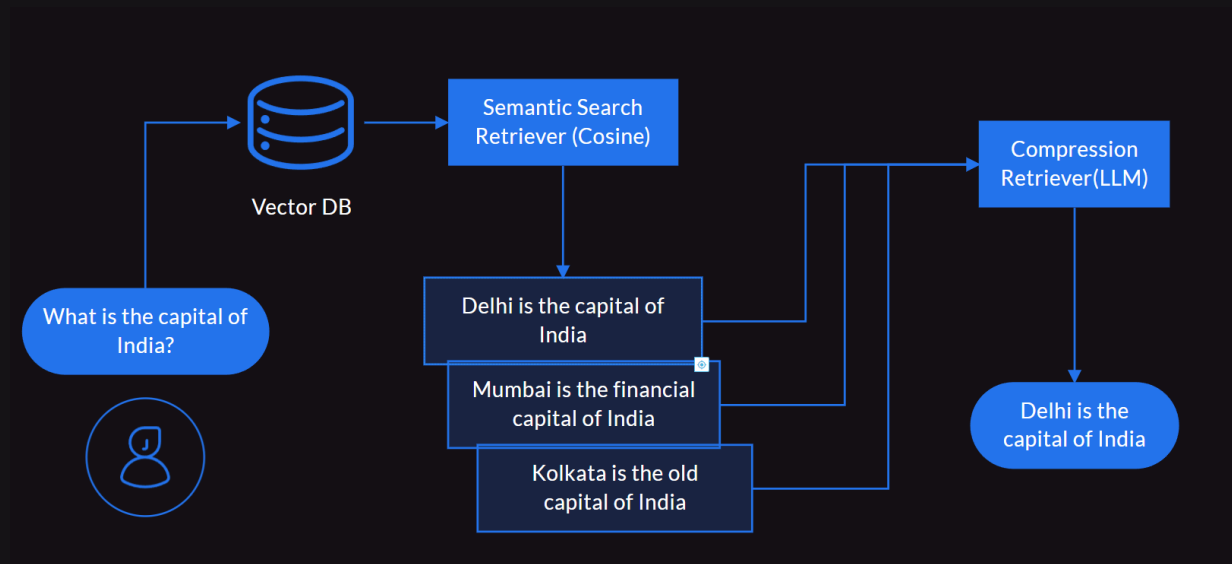 Semantic Search
Retriever (Cosine)
Compression
Retriever(LLM)
Vector DB
What is the capital of
India?
Delhi is the capital of
India
Mumbai is the financial
capital of India
Kolkata is the old
capital of India
Delhi is the
capital of India
J